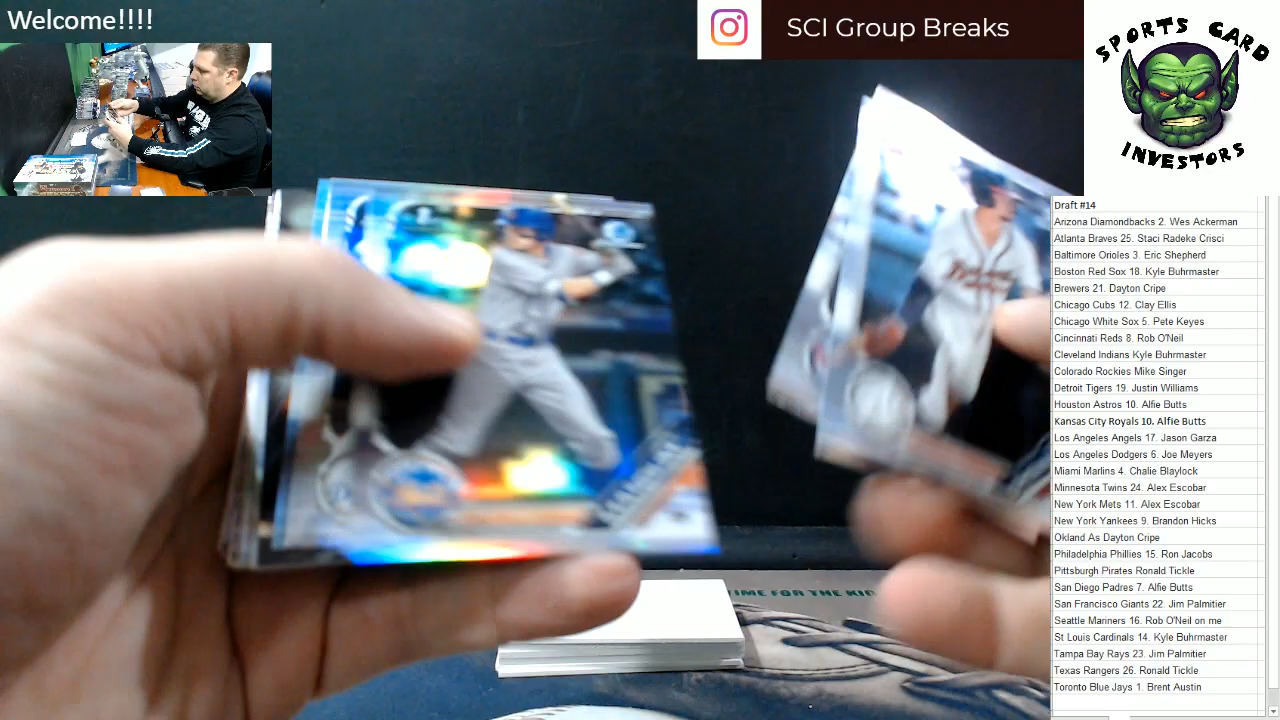 Welcome!!!!
SCI Group Breaks
SPORTS CARD
INVESTORS
Draft #14
Arizona Diamondbacks 2. Wes Ackerman
Atlanta Braves 25. Staci Radeke Crisci
Baltimore Orioles 3. Eric Shepherd
Boston Red Sox 18. Kyle Buhrmaster
Brewers 21. Dayton Cripe
Chicago Cubs 12. Clay Ellis
Chicago White Sox 5. Pete Keyes
Cincinnati Reds 8. Rob O'Neil
Cleveland Indians Kyle Buhrmaster
Colorado Rockies Mike Singer
Detroit Tigers 19. Justin Williams
Houston Astros 10. Alfie Butts
Kansas City Royals 10. Alfie Butts
Los Angeles Angels 17. Jason Garza
Los Angeles Dodgers 6. Joe Meyers
Miami Marlins 4. Chalie Blaylock
Minnesota Twins 24. Alex Escobar
New York Mets 11. Alex Escobar
New York Yankees 9. Brandon Hicks
Okland As Dayton Cripe
Philadelphia Phillies 15. Ron Jacobs
Pittsburgh Pirates Ronald Tickle
San Diego Padres 7. Alfie Butts
San Francisco Giants 22. Jim Palmitier
Seattle Mariners 16. Rob O'Neil on me
St Louis Cardinals 14. Kyle Buhrmaster
Tampa Bay Rays 23. Jim Palmitier
Texas Rangers 26. Ronald Tickle
Toronto Blue Jays 1. Brent Austin
TIME FOR THE KID